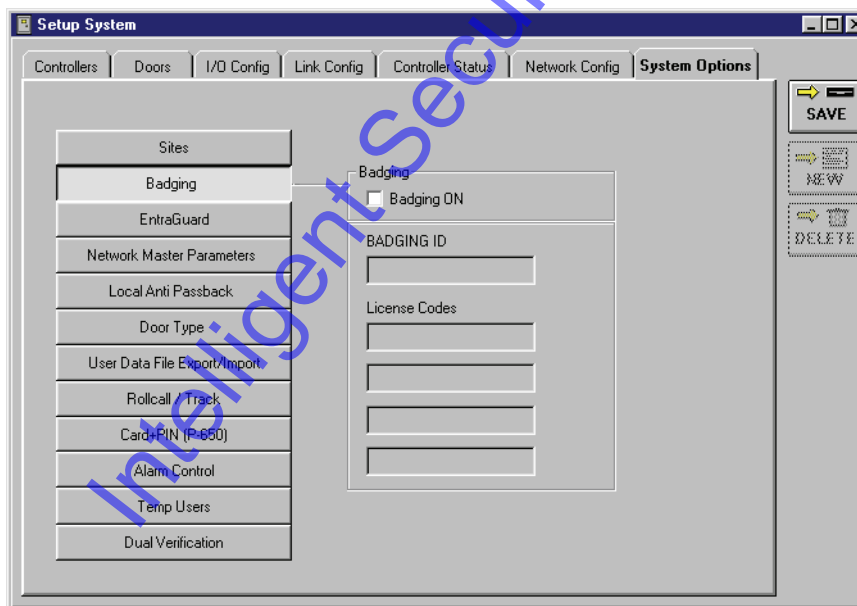 Setup System
Controllers Doors I/O Config Link Config Controller Status Network Config System Options
SAVE
NEW
DELETE
Sites
Badging
EntraGuard
Network Master Parameters
Local Anti Passback
Door Type
User Data File Export/Import
Rollcall / Track
Card+PIN (P-650)
Alarm Control
Temp Users
Dual Verification
Badging
Badging ON
BADGING ID
License Codes
Intelligent Secu